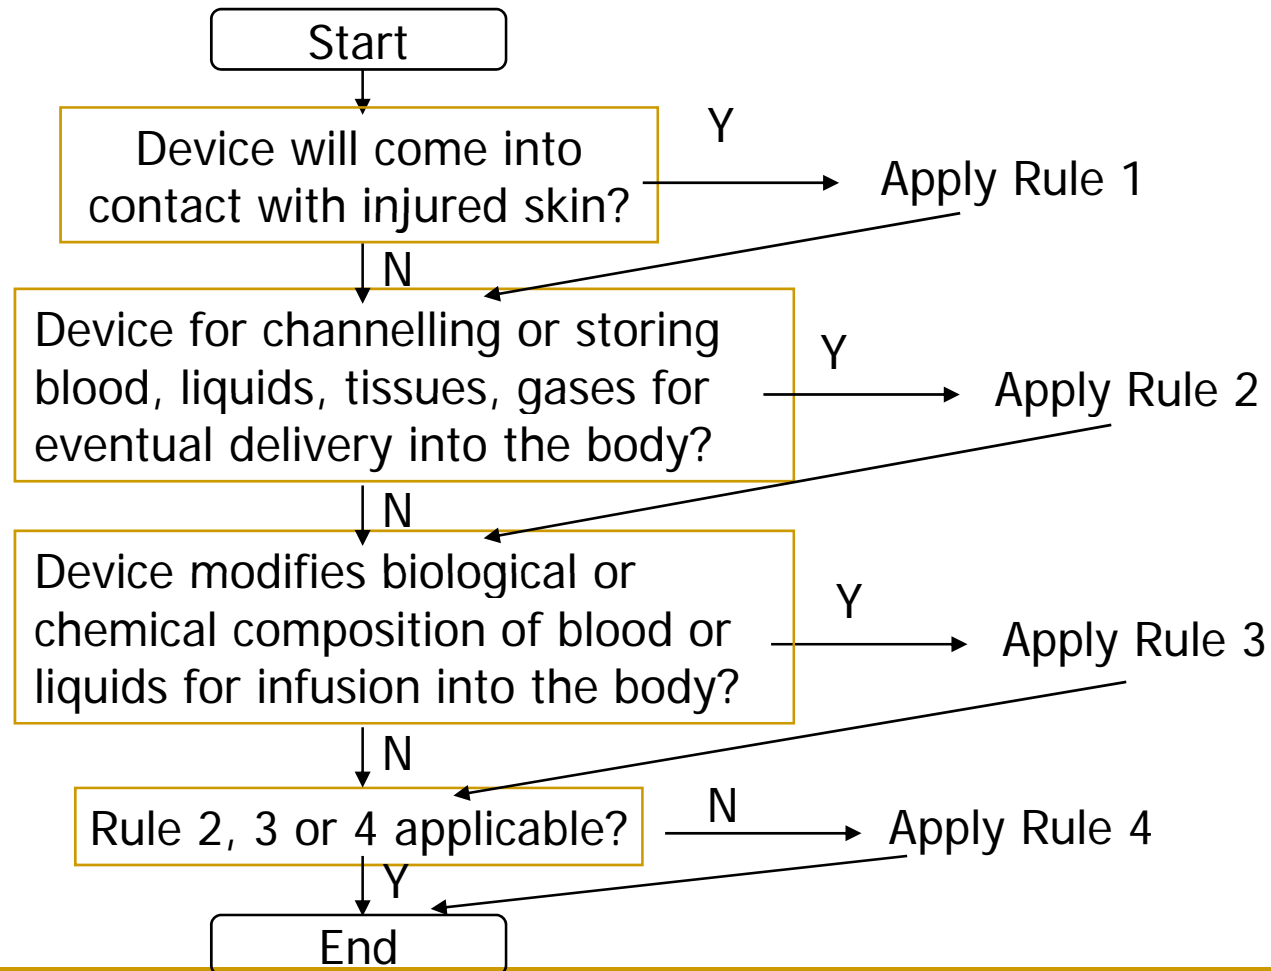 Start
Device will come into
contact with injured skin?
Y
Apply Rule 1
N
Device for channelling or storing
blood, liquids, tissues, gases for
eventual delivery into the body?
Y
Apply Rule 2
N
Device modifies biological or
chemical composition of blood or
liquids for infusion into the body?
Y
Apply Rule 3
N
Rule 2, 3 or 4 applicable?
N
Apply Rule 4
Y
End